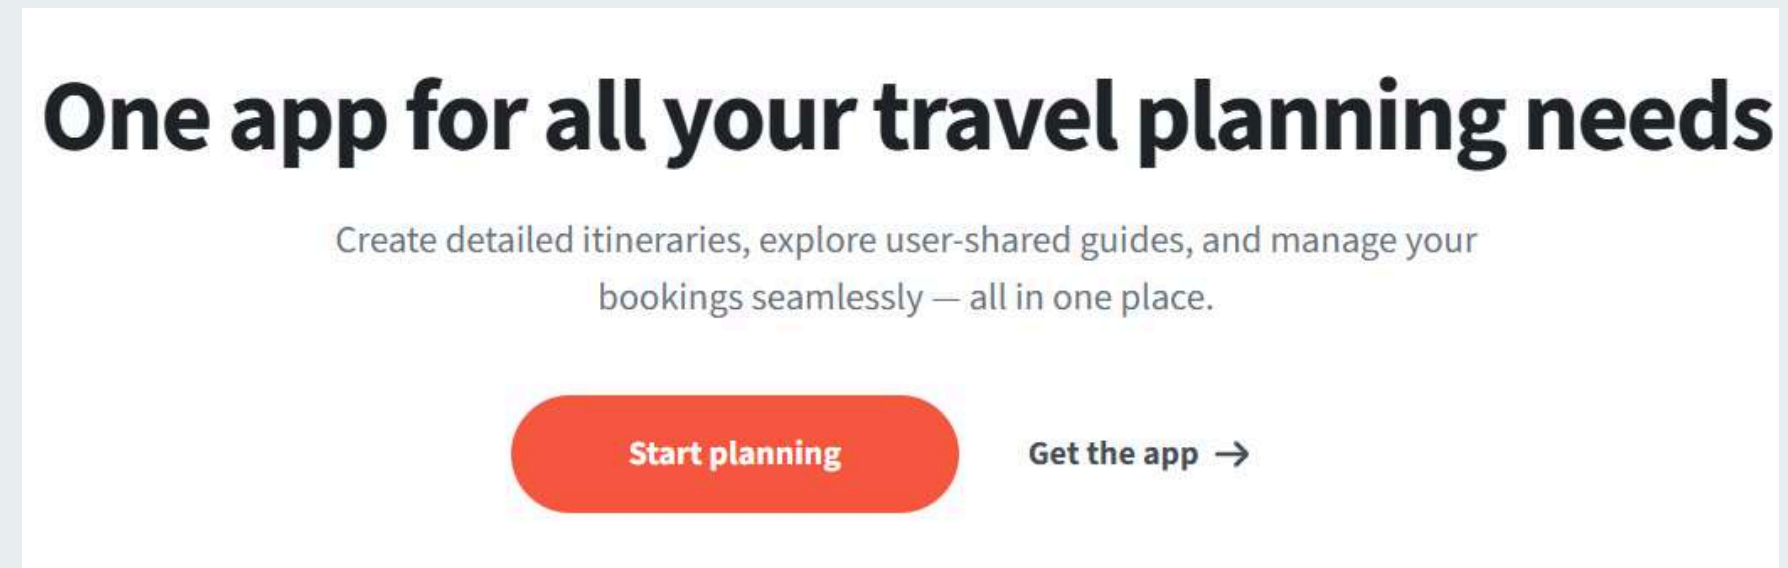 One app for all your travel planning needs
Create detailed itineraries, explore user-shared guides, and manage your
bookings seamlessly — all in one place.
Start planning
Get the app →